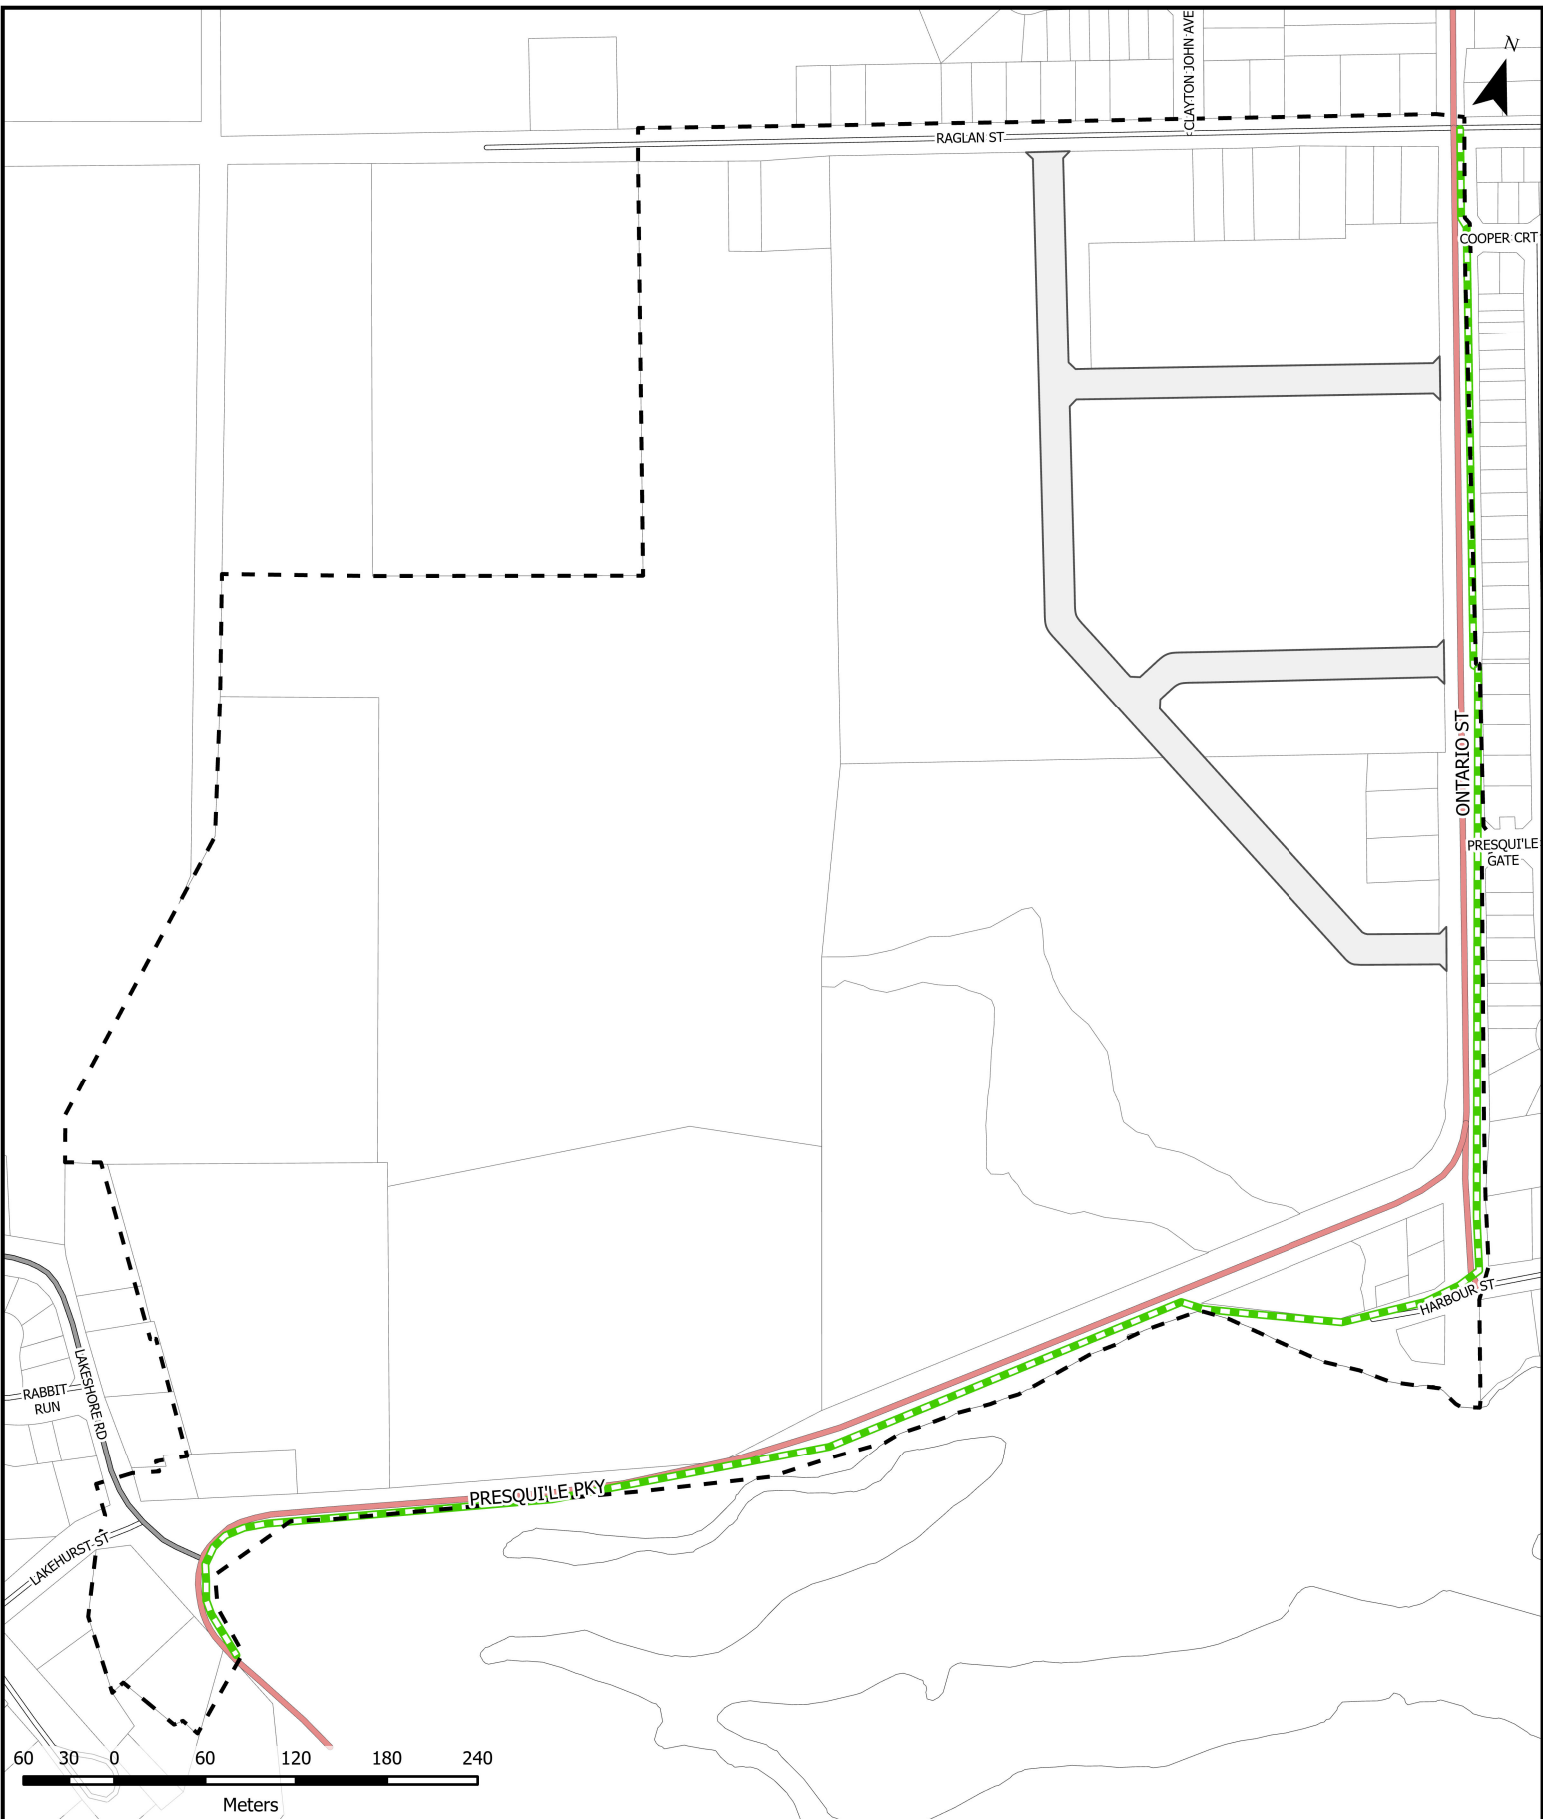 CLAYTON JOHN AVE
N
RAGLAN ST
COOPER CRT
ONTARIO ST
PRESQUI'LE
GATE
HARBOUR ST
LAKESHORE RD
RABBIT
RUN
PRESQUI'LE PKY
LAKEHURST ST
60 30 0 60 120 180 240
Meters